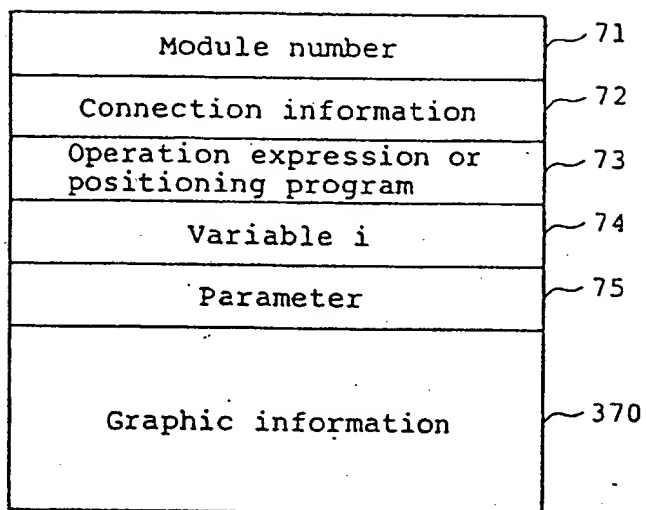 Module number 71
Connection information 72
Operation expression or
positioning program 73
Variable i 74
Parameter 75
Graphic information 370